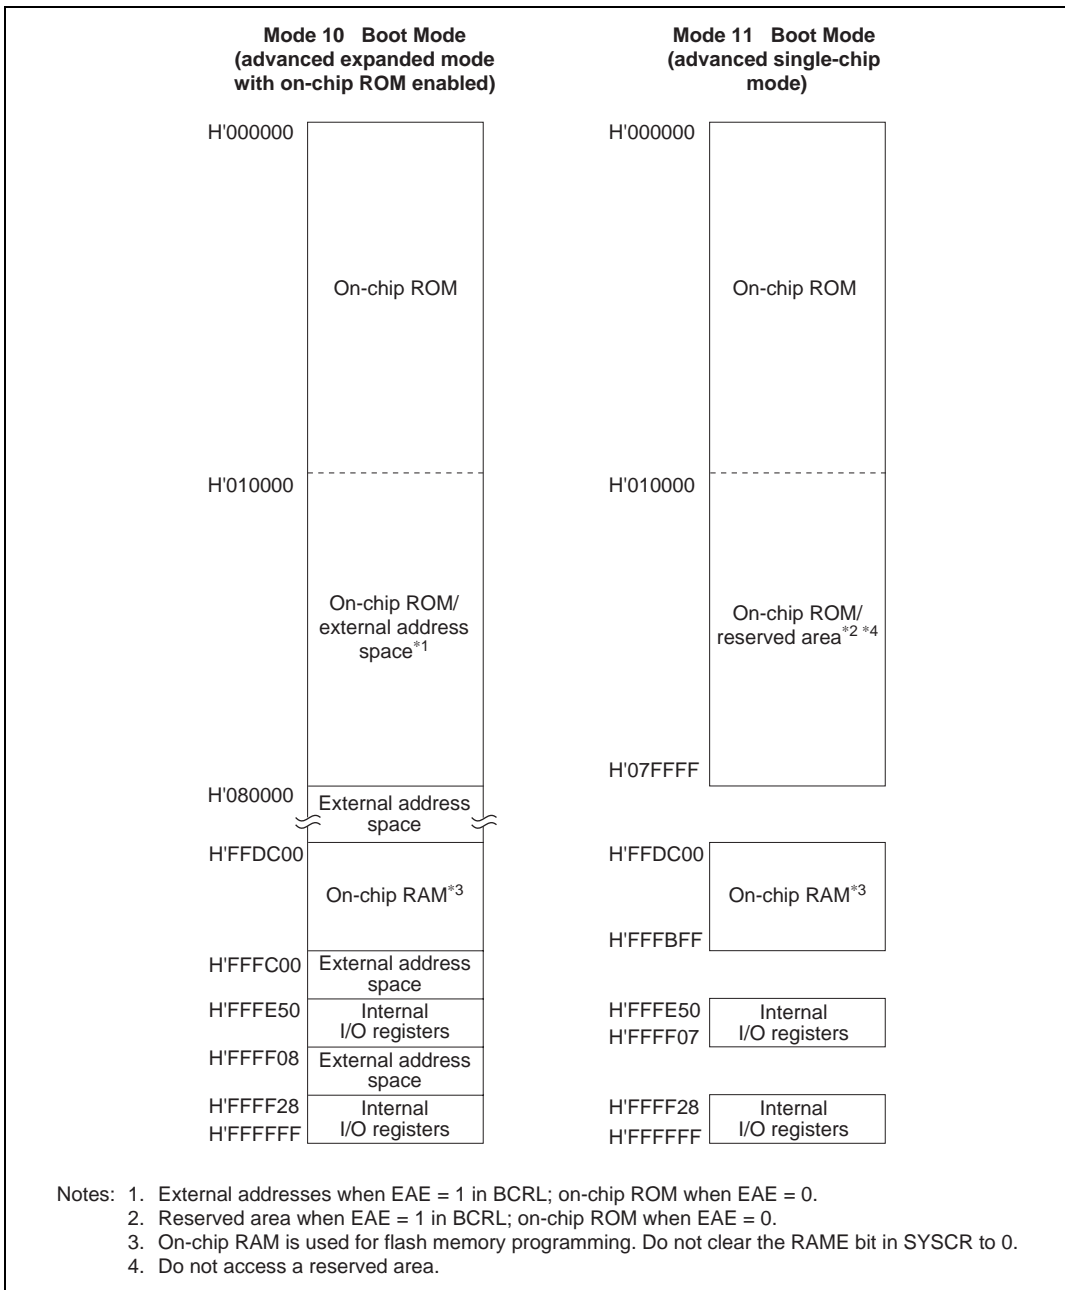 Mode 10 Boot Mode
(advanced expanded mode
with on-chip ROM enabled)
H'000000
On-chip ROM
H'010000
On-chip ROM/
external address
space*1
H'080000
External address
space
H'FFDC00
On-chip RAM*3
H'FFFC00
External address
space
H'FFFE50
Internal
I/O registers
H'FFFF08
External address
space
H'FFFF28
Internal
I/O registers
H'FFFFFF
Mode 11 Boot Mode
(advanced single-chip
mode)
H'000000
On-chip ROM
H'010000
On-chip ROM/
reserved area*2 *4
H'07FFFF
H'FFDC00
On-chip RAM*3
H'FFFBFF
H'FFFE50
Internal
I/O registers
H'FFFF07
H'FFFF28
Internal
I/O registers
H'FFFFFF
Notes: 1. External addresses when EAE = 1 in BCRL; on-chip ROM when EAE = 0.
2. Reserved area when EAE = 1 in BCRL; on-chip ROM when EAE = 0.
3. On-chip RAM is used for flash memory programming. Do not clear the RAME bit in SYSCR to 0.
4. Do not access a reserved area.